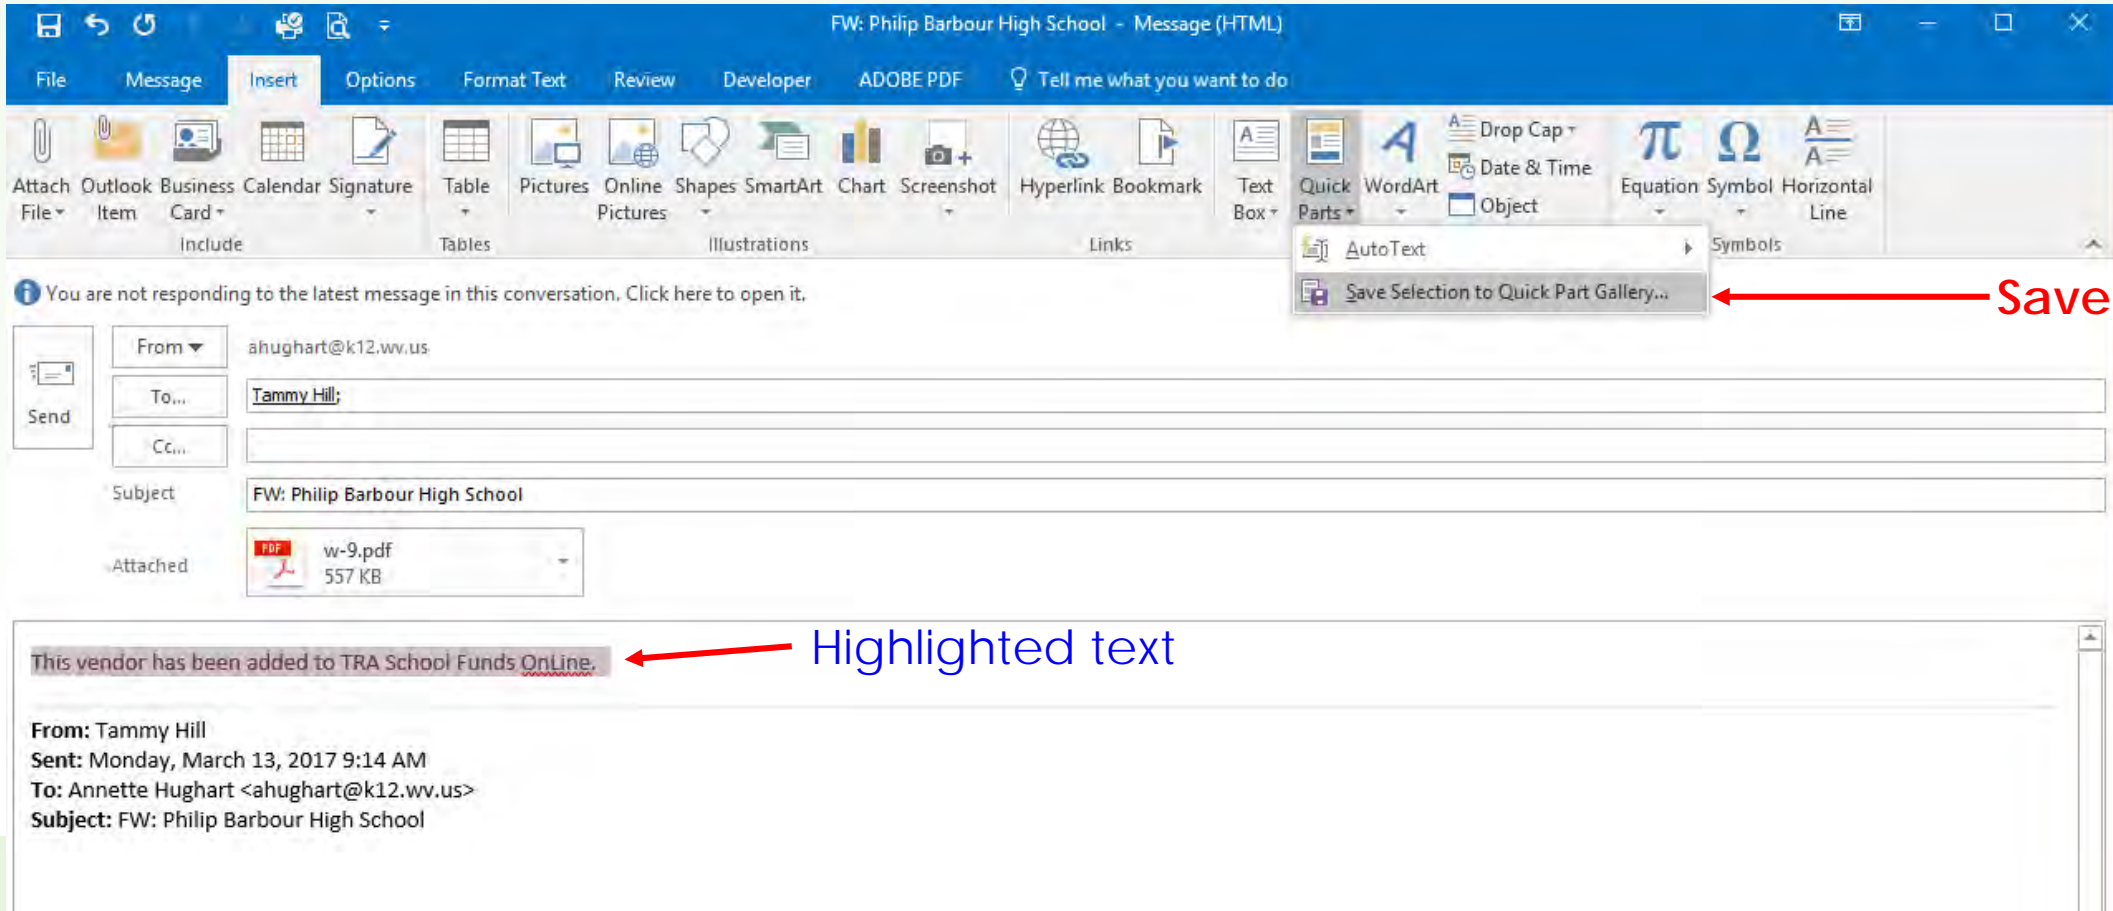 FW: Philip Barbour High School - Message (HTML)
File Message Insert Options Format Text Review Developer ADOBE PDF Tell me what you want to do
Attach File Outlook Item Business Card Calendar Signature Table Pictures Online Pictures Shapes SmartArt Chart Screenshot Hyperlink Bookmark Text Box Quick Parts WordArt Drop Cap Date & Time Object Equation Symbol Horizontal Line
Include Tables Illustrations Links Symbols
AutoText
Save Selection to Quick Part Gallery...
Save
You are not responding to the latest message in this conversation. Click here to open it.
Send
From ahughart@k12.wv.us
To... Tammy Hill;
Cc...
Subject FW: Philip Barbour High School
Attached w-9.pdf
557 KB
This vendor has been added to TRA School Funds OnLine.
Highlighted text
From: Tammy Hill
Sent: Monday, March 13, 2017 9:14 AM
To: Annette Hughart <ahughart@k12.wv.us>
Subject: FW: Philip Barbour High School